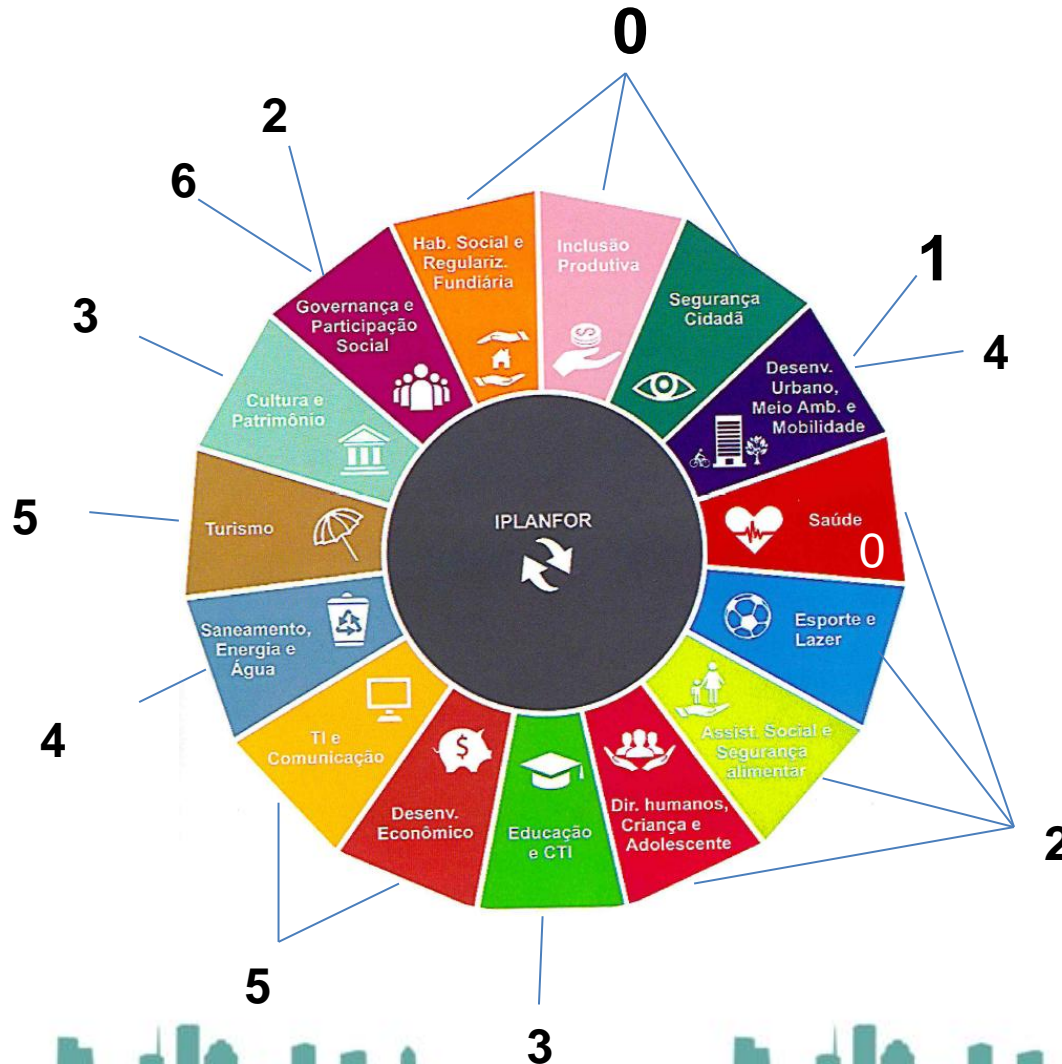 0
2
6
3
5
4
5
3
1
4
2
Hab. Social e
Regulariz.
Fundiária
Inclusão
Produtiva
Segurança
Cidadã
Desenv.
Urbano,
Meio Amb. e
Mobilidade
Saúde
0
Esporte e
Lazer
Assist. Social e
Segurança
alimentar
Dir. humanos,
Criança e
Adolescente
Educação
e CTI
Desenv.
Econômico
$
TI e
Comunicação
Saneamento,
Energia e
Água
Turismo
Cultura e
Patrimônio
Governança e
Participação
Social
IPLANFOR
$